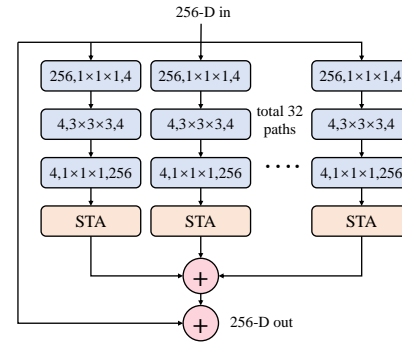 256-D in
256,1×1×1,4
256,1×1×1,4
256,1×1×1,4
4,3×3×3,4
4,3×3×3,4
total 32
paths
4,3×3×3,4
4,1×1×1,256
4,1×1×1,256
....
4,1×1×1,256
STA
STA
STA
+
+
256-D out